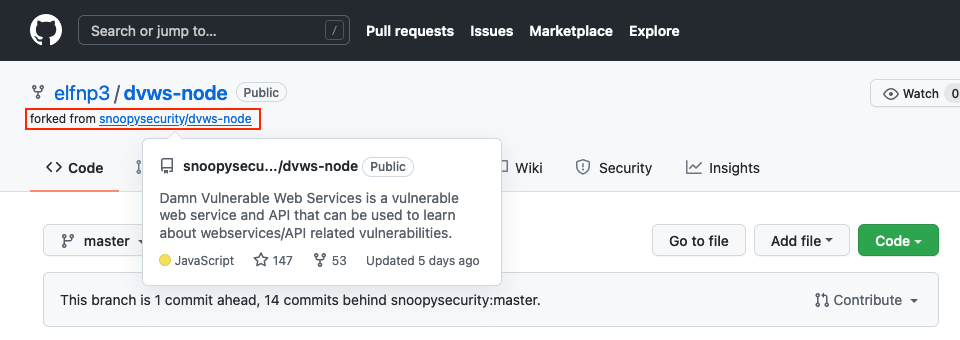 Search or jump to…
/
Pull requests
Issues
Marketplace
Explore
elfnp3 / dvws-node
Public
Watch
0
forked from snoopysecurity/dvws-node
Code
Wiki
Security
Insights
snoopysecu.../dvws-node
Public
Damn Vulnerable Web Services is a vulnerable
web service and API that can be used to learn
about webservices/API related vulnerabilities.
JavaScript
147
53
Updated 5 days ago
master
Go to file
Add file
Code
This branch is 1 commit ahead, 14 commits behind snoopysecurity:master.
Contribute